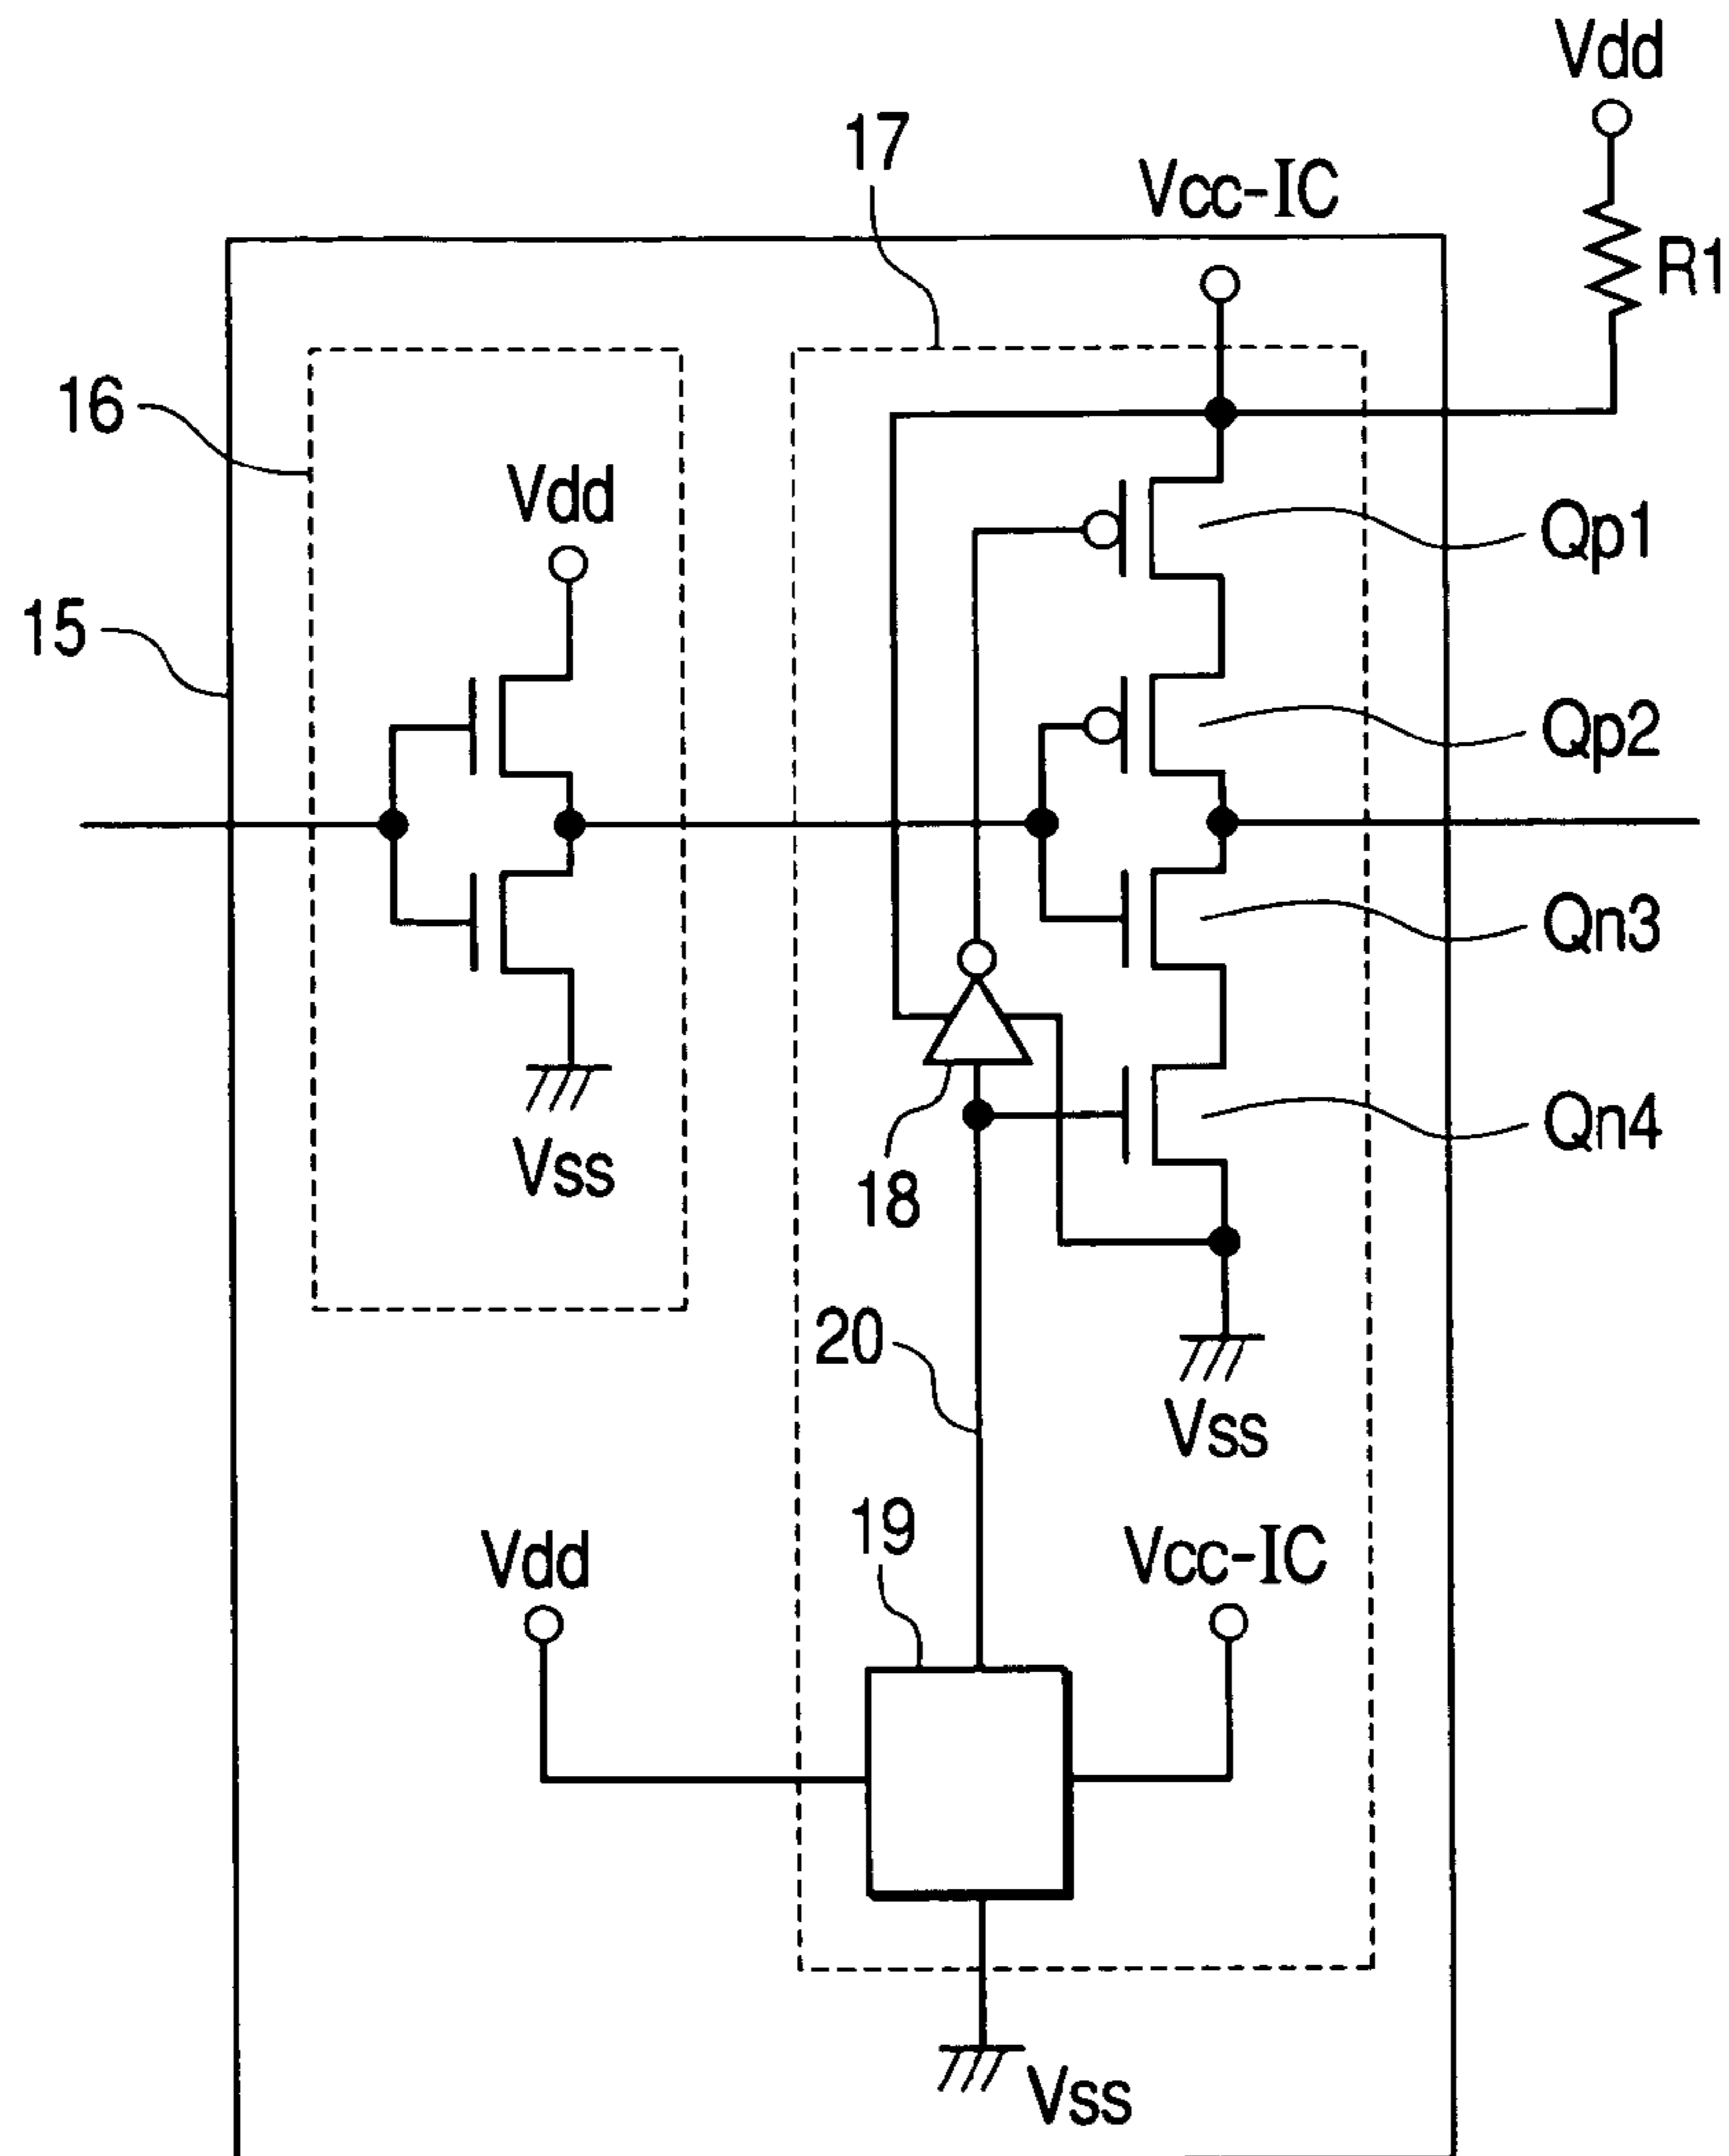 Vdd
17
Vcc-IC
R1
16
Vdd
Qp1
15
Qp2
Qn3
Vss
18
Qn4
20
Vss
19
Vdd
Vcc-IC
Vss